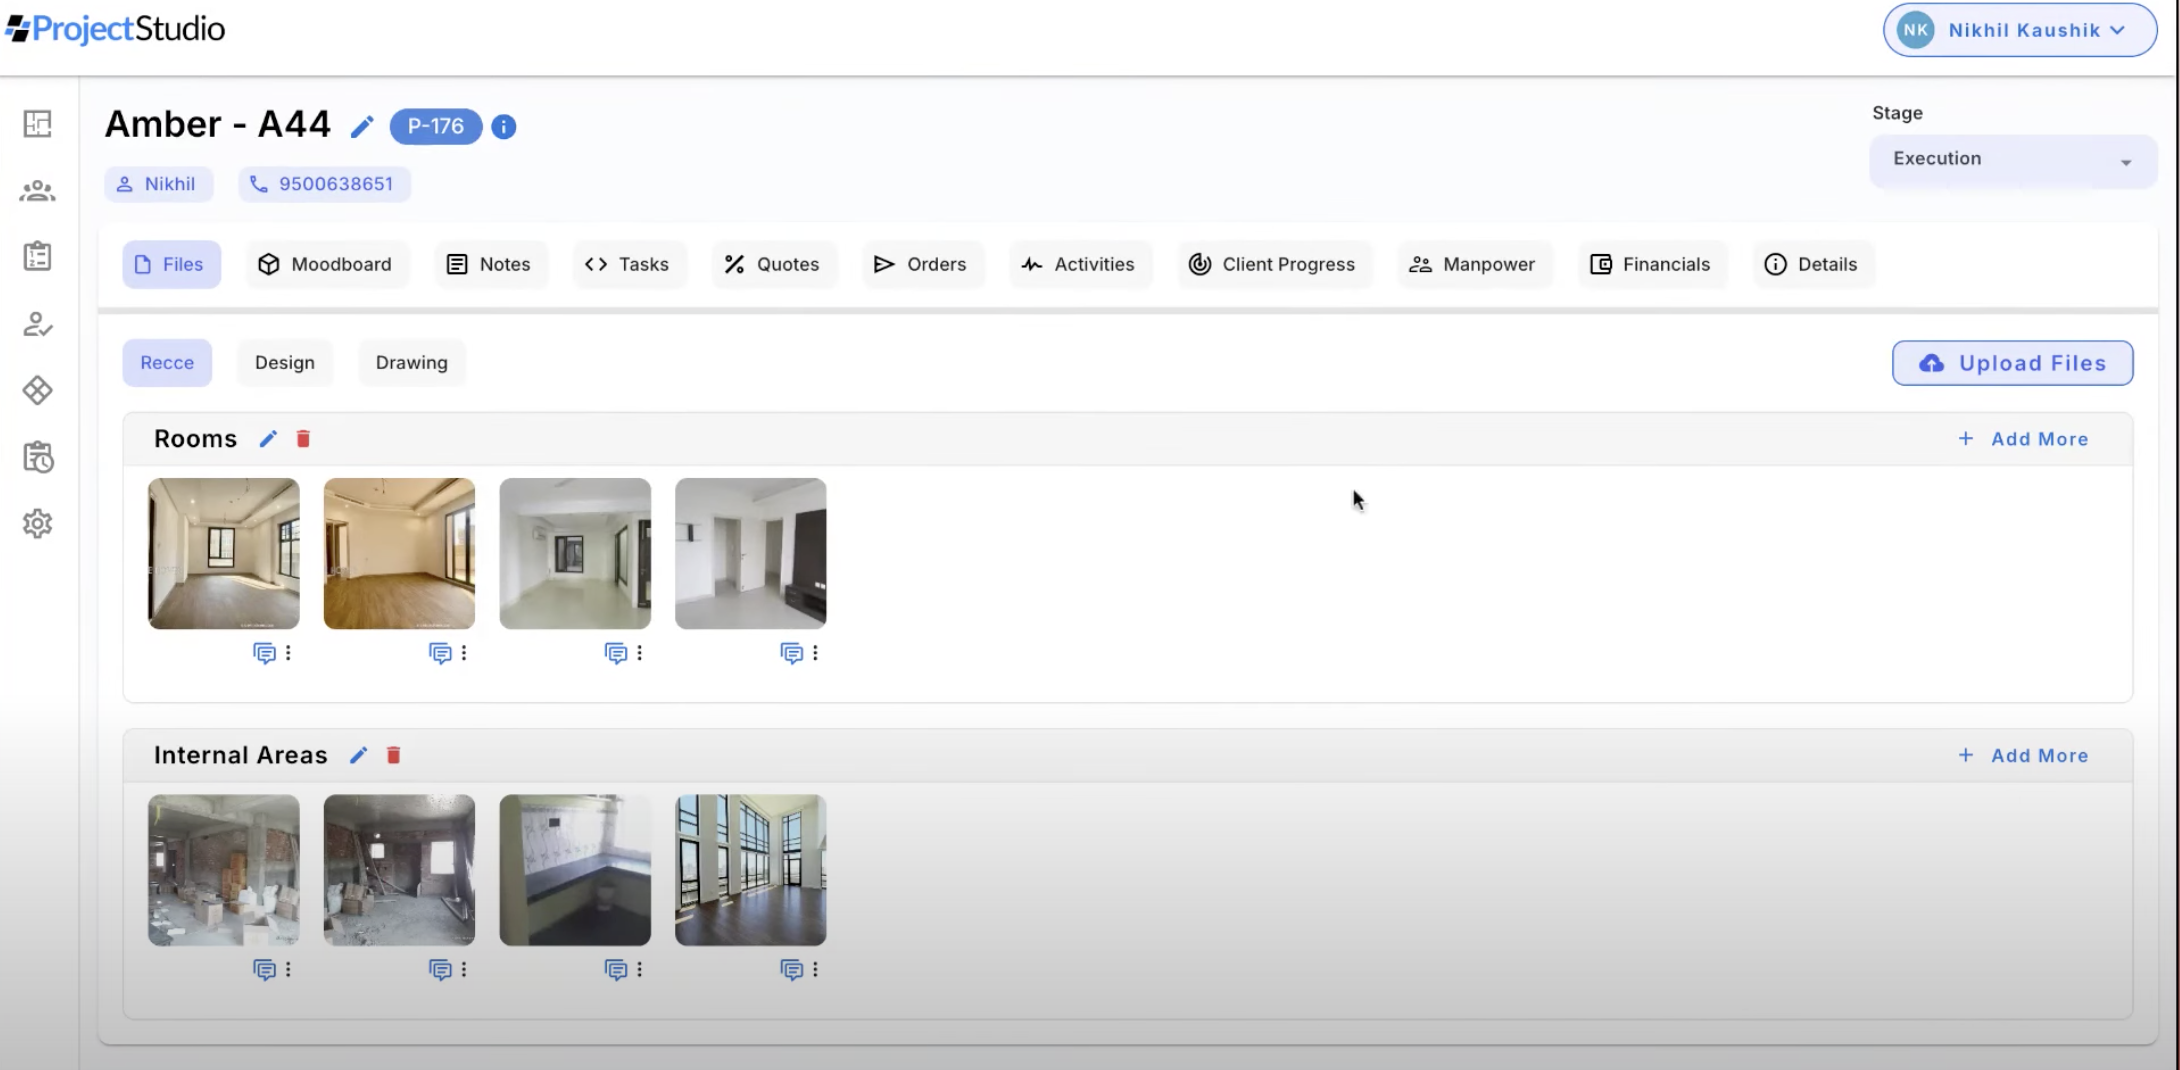 ProjectStudio
NK Nikhil Kaushik
Amber - A44 P-176
Stage
Execution
Nikhil 9500638651
Files Moodboard Notes Tasks Quotes Orders Activities Client Progress Manpower Financials Details
Recce Design Drawing Upload Files
Rooms + Add More
Internal Areas + Add More